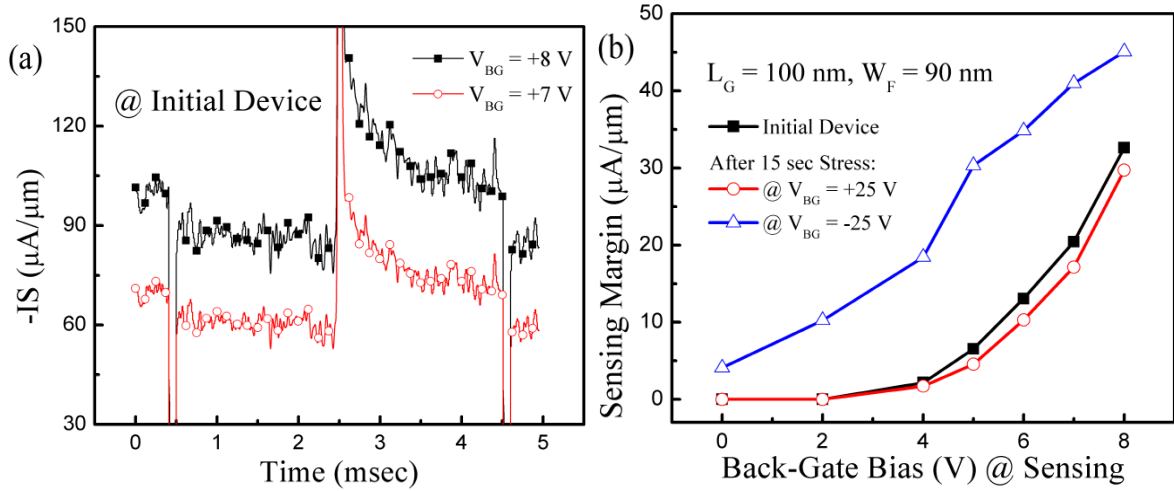 (a)
150
120
90
60
30
-IS (μA/μm)
V_BG = +8 V
V_BG = +7 V
@ Initial Device
0 1 2 3 4 5
Time (msec)
(b)
50
40
30
20
10
0
Sensing Margin (μA/μm)
L_G = 100 nm, W_F = 90 nm
Initial Device
After 15 sec Stress:
@ V_BG = +25 V
@ V_BG = -25 V
0 2 4 6 8
Back-Gate Bias (V) @ Sensing